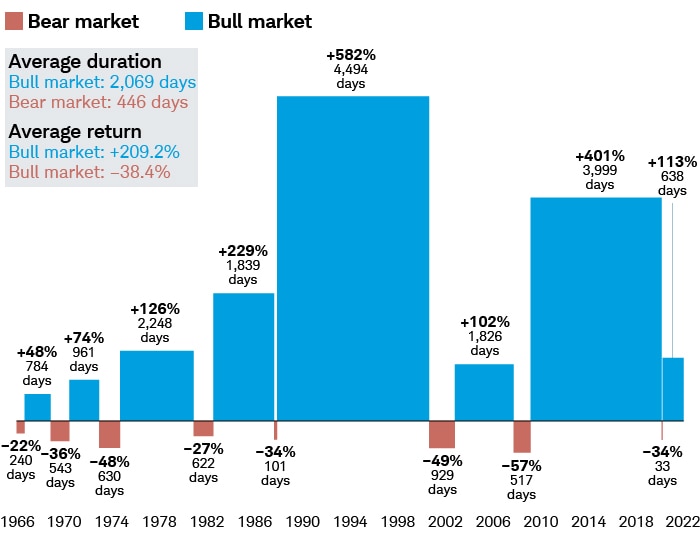 Bear market
Bull market
Average duration
Bull market: 2,069 days
Bear market: 446 days
Average return
Bull market: +209.2%
Bull market: −38.4%
+582%
4,494
days
+401%
3,999
days
+113%
638
days
+229%
1,839
days
+126%
2,248
days
+102%
1,826
days
+74%
961
days
+48%
784
days
−22%
240
days
−36%
543
days
−48%
630
days
−27%
622
days
−34%
101
days
−49%
929
days
−57%
517
days
−34%
33
days
1966 1970 1974 1978 1982 1986 1990 1994 1998 2002 2006 2010 2014 2018 2022